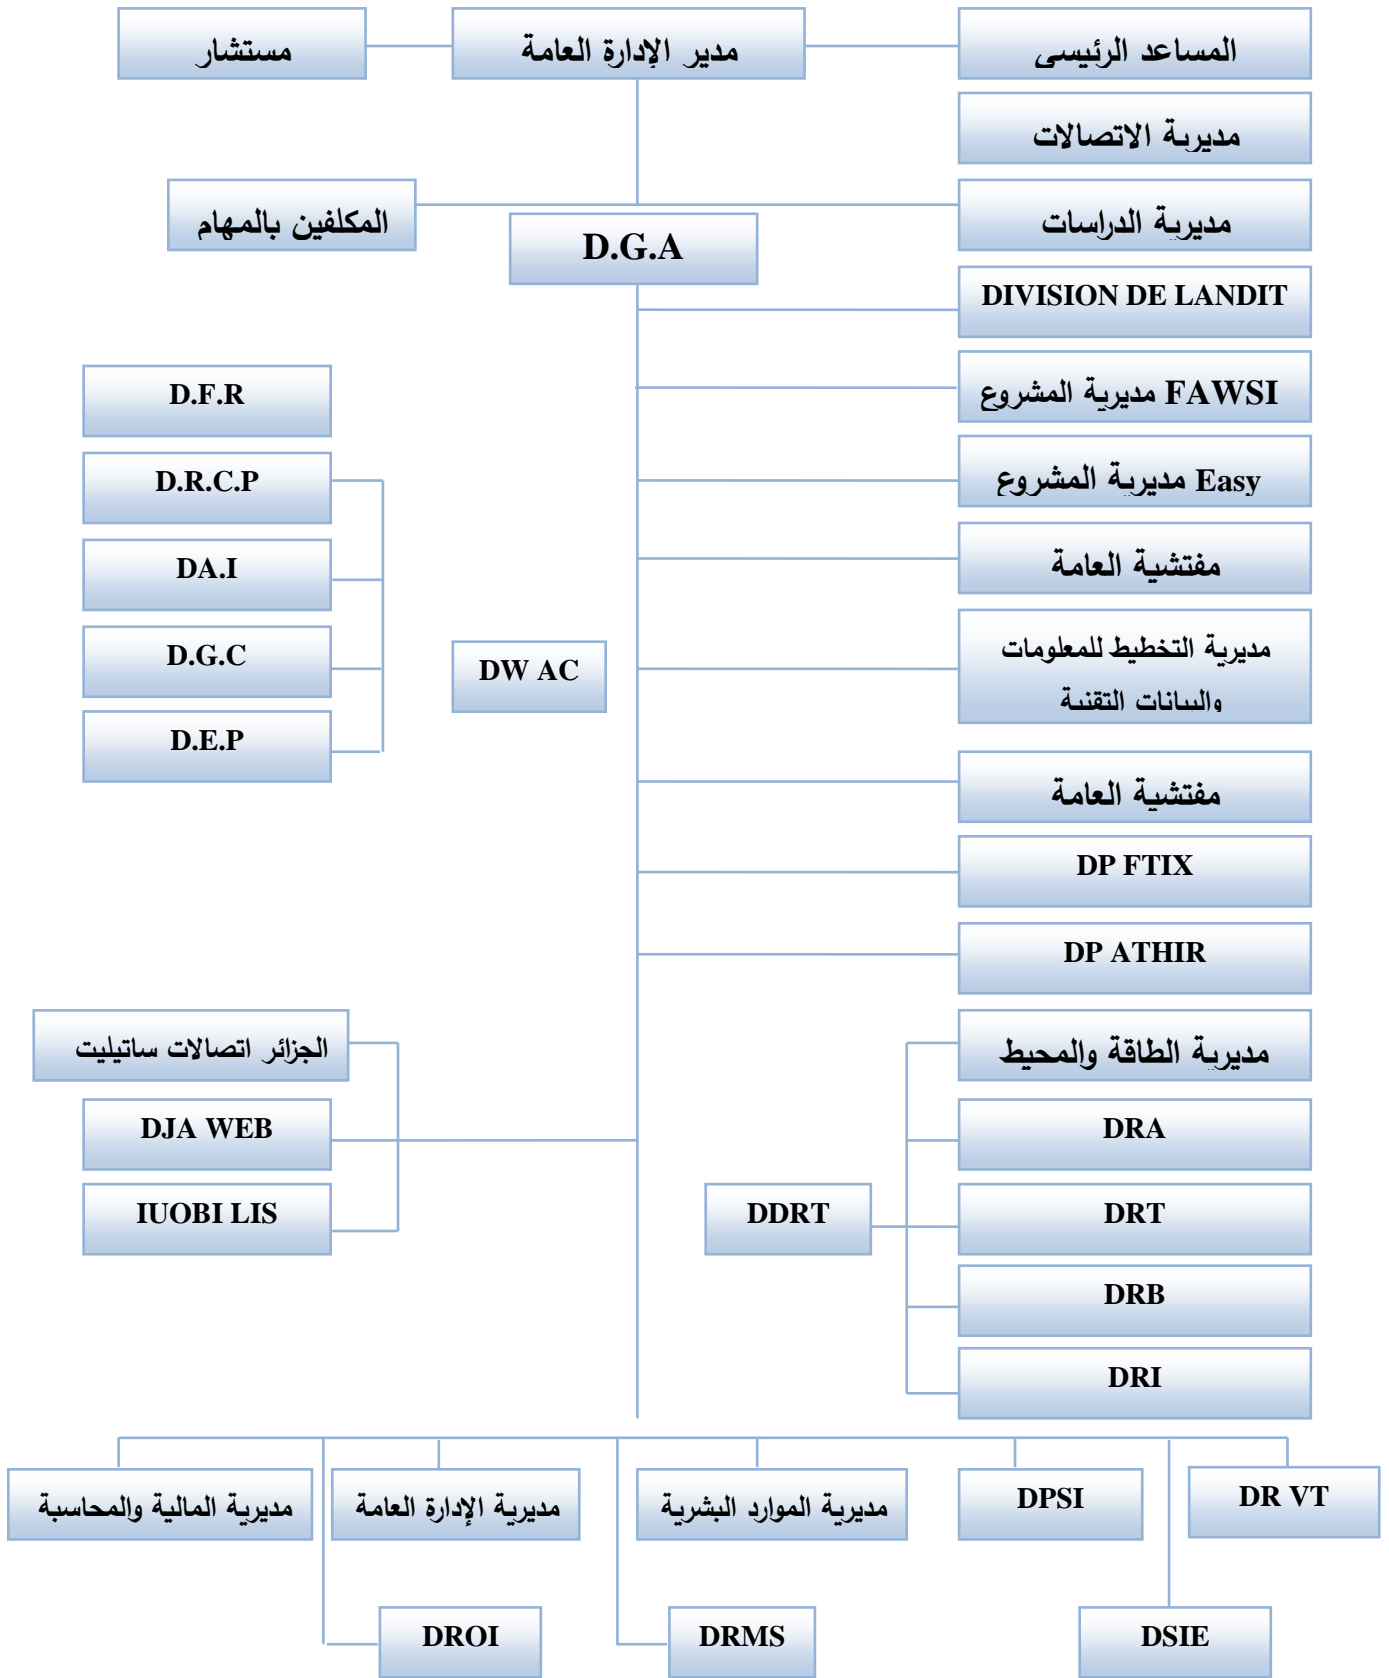 المساعد الرئيسي
مدير الإدارة العامة
مستشار
مديرية الاتصالات
مديرية الدراسات
المكلفين بالمهام
D.G.A
DIVISION DE LANDIT
مديرية المشروع FAWSI
مديرية المشروع Easy
مفتشية العامة
مديرية التخطيط للمعلومات
والبيانات التقنية
مفتشية العامة
DP FTIX
DP ATHIR
D.F.R
D.R.C.P
DA.I
D.G.C
D.E.P
DW AC
مديرية الطاقة والمحيط
DRA
DRT
DRB
DRI
DDRT
الجزائر اتصالات ساتيليت
DJA WEB
IUOBI LIS
DR VT
DPSI
مديرية الموارد البشرية
مديرية الإدارة العامة
مديرية المالية والمحاسبة
DSIE
DRMS
DROI